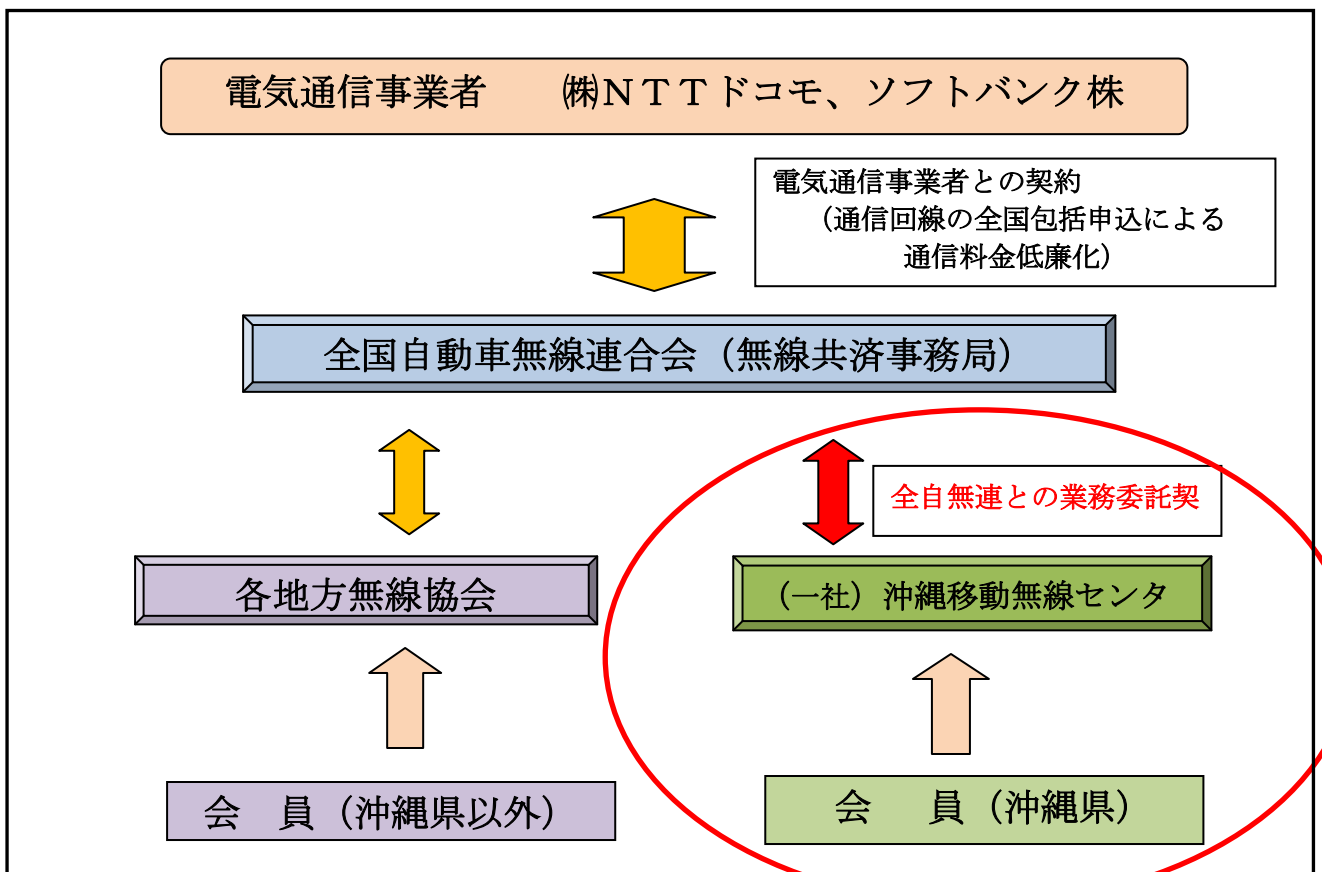 電気通信事業者　　㈱ＮＴＴドコモ、ソフトバンク株
電気通信事業者との契約
（通信回線の全国包括申込による
通信料金低廉化）
全国自動車無線連合会（無線共済事務局）
全自無連との業務委託契
各地方無線協会
（一社）沖縄移動無線センタ
会　員（沖縄県以外）
会　　員（沖縄県）